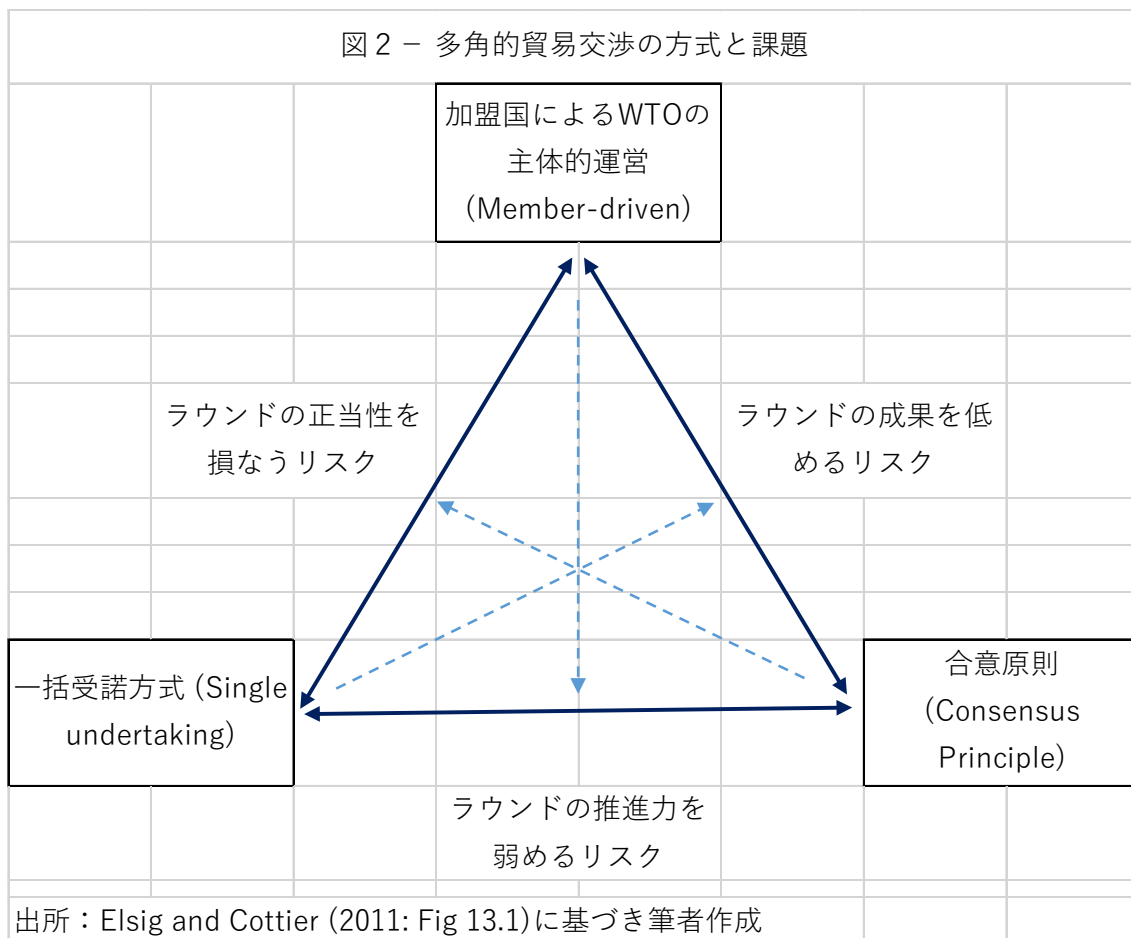 図２－ 多角的貿易交渉の方式と課題
加盟国によるWTOの
主体的運営
(Member-driven)
ラウンドの正当性を
損なうリスク
ラウンドの成果を低
めるリスク
一括受諾方式 (Single
undertaking)
合意原則
(Consensus
Principle)
ラウンドの推進力を
弱めるリスク
出所：Elsig and Cottier (2011: Fig 13.1)に基づき筆者作成